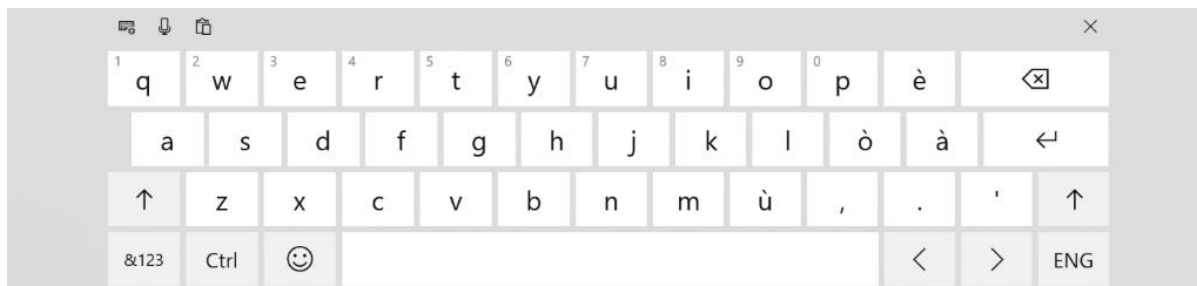 1 q 2 w 3 e 4 r 5 t 6 y 7 u 8 i 9 o 0 p è
a s d f g h j k l ò à
z x c v b n m ù , . '
&123 Ctrl ENG